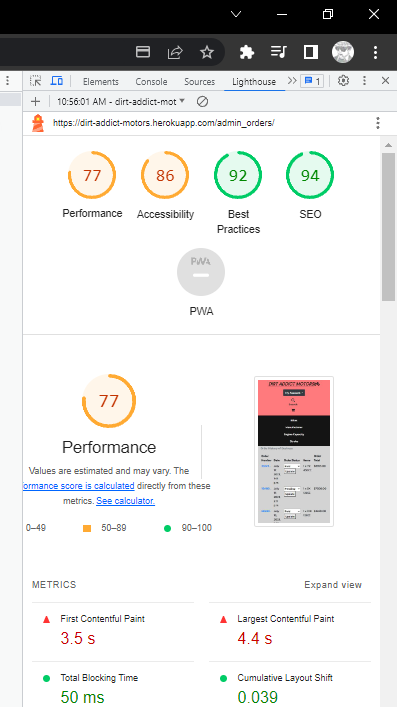 Elements Console Sources Lighthouse 1
10:56:01 AM - dirt-addict-mot
https://dirt-addict-motors.herokuapp.com/admin_orders/
77 86 92 94
Performance Accessibility Best Practices SEO
PWA
PWA
77
Performance
Values are estimated and may vary. The
ormance score is calculated directly from these
metrics. See calculator.
0–49 50–89 90–100
DIRT ADDICT MOTORS
My Account
METRICS Expand view
First Contentful Paint Largest Contentful Paint
3.5 s 4.4 s
Total Blocking Time Cumulative Layout Shift
50 ms 0.039